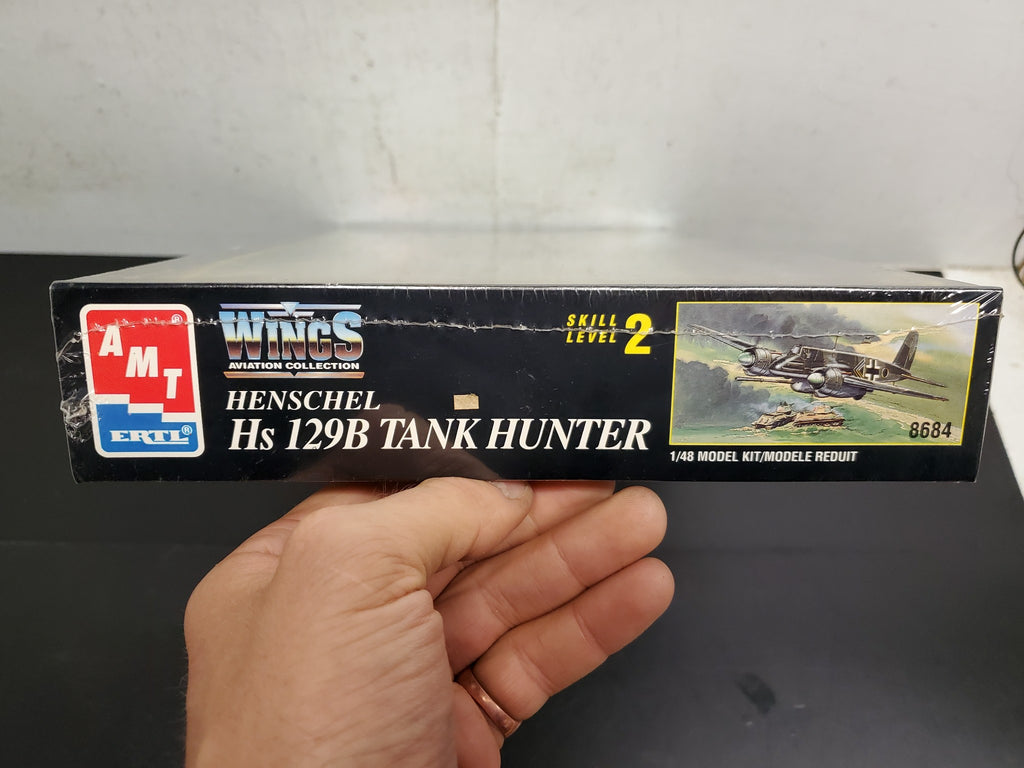 AMT®
ERTL®
WINGS
AVIATION COLLECTION
HENSCHEL
Hs 129B TANK HUNTER
SKILL
LEVEL 2
8684
1/48 MODEL KIT/MODELE REDUIT